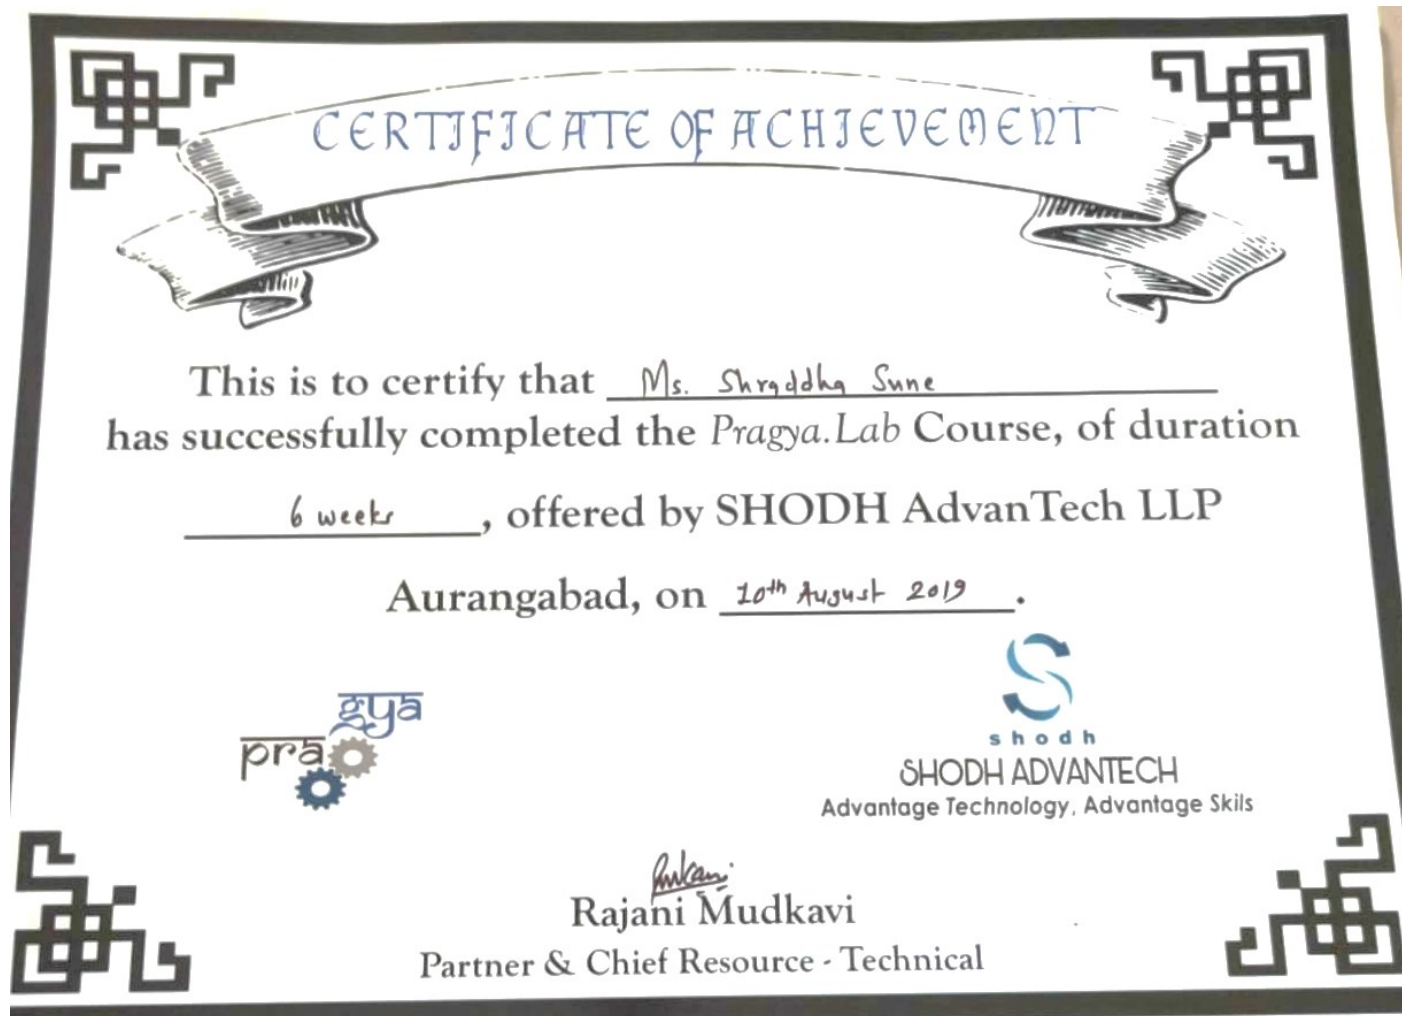 CERTIFICATE OF ACHIEVEMENT
This is to certify that Ms. Shraddha Sune
has successfully completed the Pragya.Lab Course, of duration
6 weeks, offered by SHODH AdvanTech LLP
Aurangabad, on 10th August 2019.
pragya
shodh
SHODH ADVANTECH
Advantage Technology, Advantage Skils
Rajani Mudkavi
Partner & Chief Resource - Technical